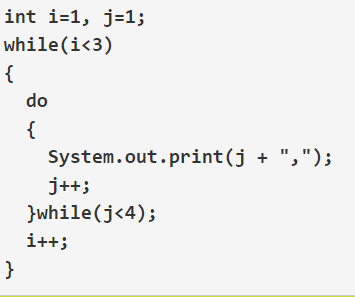 int i=1, j=1;
while(i<3)
{
  do
  {
    System.out.print(j + ",");
    j++;
  }while(j<4);
  i++;
}